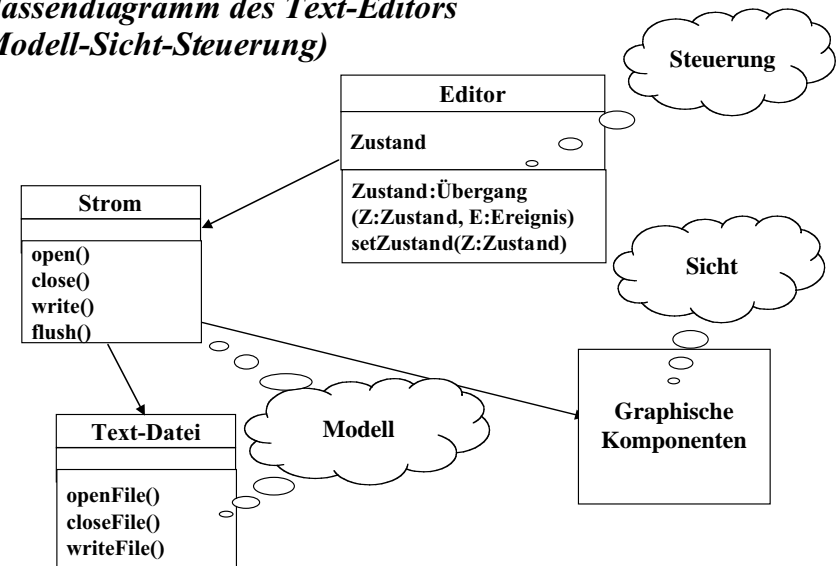 assendiagramm des Text-Editors
Modell-Sicht-Steuerung)
Steuerung
Editor
Zustand
Zustand:Übergang
(Z:Zustand, E:Ereignis)
setZustand(Z:Zustand)
Strom
open()
close()
write()
flush()
Sicht
Graphische
Komponenten
Modell
Text-Datei
openFile()
closeFile()
writeFile()